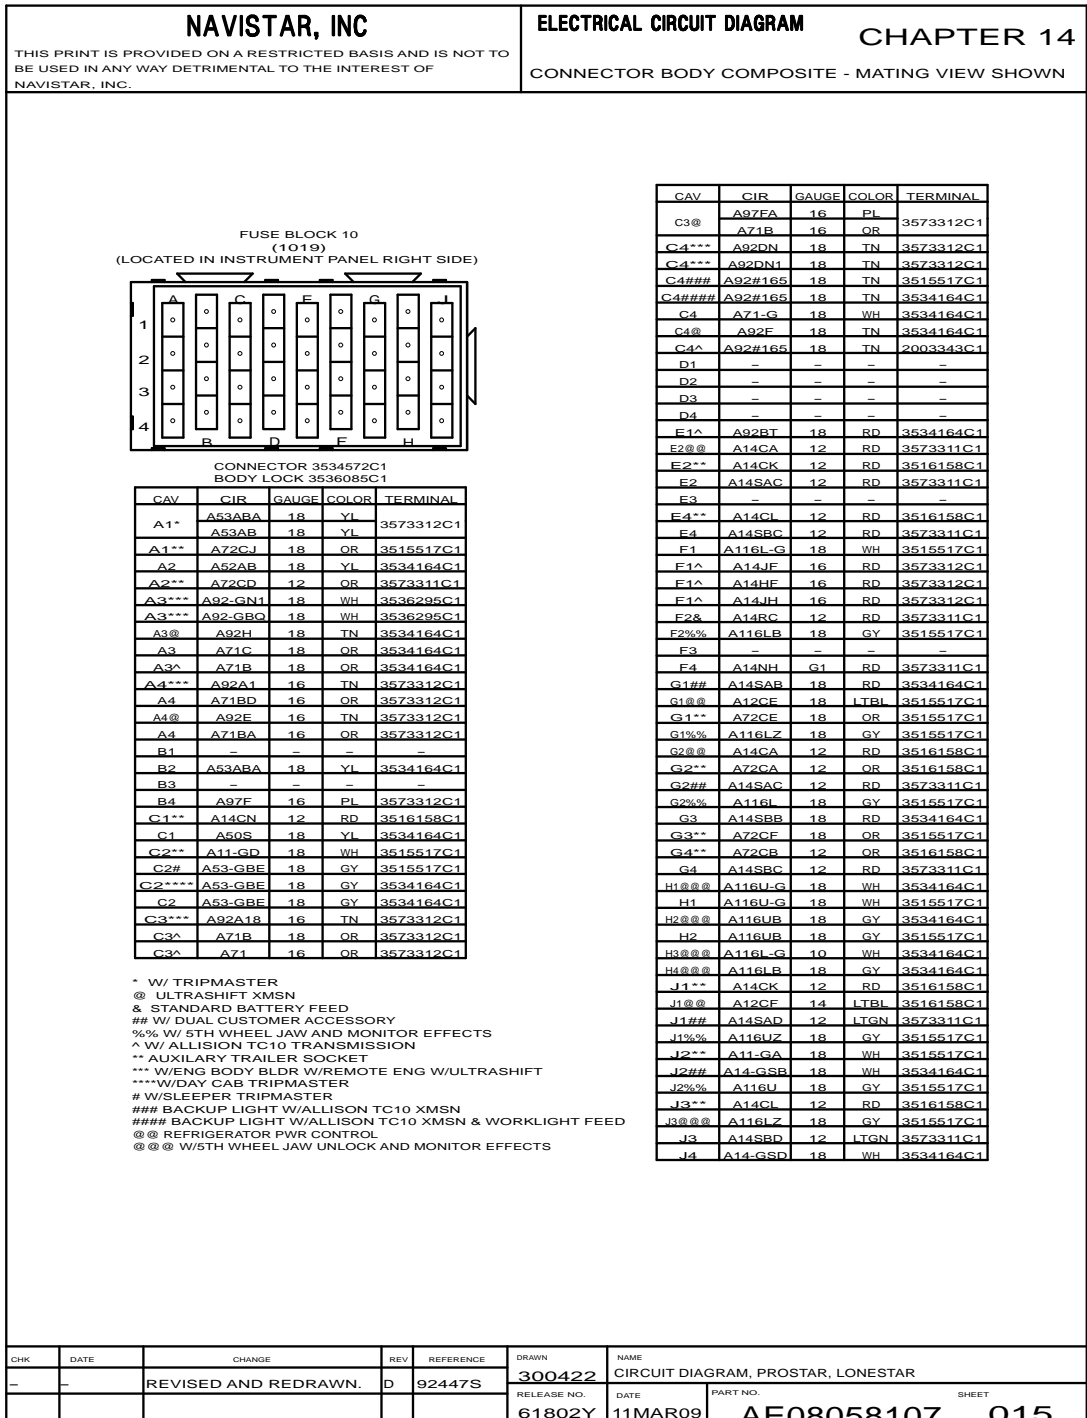 NAVISTAR, INC
THIS PRINT IS PROVIDED ON A RESTRICTED BASIS AND IS NOT TO
BE USED IN ANY WAY DETRIMENTAL TO THE INTEREST OF
NAVISTAR, INC.
ELECTRICAL CIRCUIT DIAGRAM
CHAPTER 14
CONNECTOR BODY COMPOSITE - MATING VIEW SHOWN
FUSE BLOCK 10
(1019)
(LOCATED IN INSTRUMENT PANEL RIGHT SIDE)
A C E G J
1
2
3
4
B D F H
CONNECTOR 3534572C1
BODY LOCK 3536085C1
CAV CIR GAUGE COLOR TERMINAL
A1* A53ABA 18 YL 3573312C1
A53AB 18 YL
A1** A72CJ 18 OR 3515517C1
A2 A52AB 18 YL 3534164C1
A2** A72CD 12 OR 3573311C1
A3*** A92-GN1 18 WH 3536295C1
A3*** A92-GBQ 18 WH 3536295C1
A3@ A92H 18 TN 3534164C1
A3 A71C 18 OR 3534164C1
A3^ A71B 18 OR 3534164C1
A4*** A92A1 16 TN 3573312C1
A4 A71BD 16 OR 3573312C1
A4@ A92E 16 TN 3573312C1
A4 A71BA 16 OR 3573312C1
B1 – – – –
B2 A53ABA 18 YL 3534164C1
B3 – – – –
B4 A97F 16 PL 3573312C1
C1** A14CN 12 RD 3516158C1
C1 A50S 18 YL 3534164C1
C2** A11-GD 18 WH 3515517C1
C2# A53-GBE 18 GY 3515517C1
C2**** A53-GBE 18 GY 3534164C1
C2 A53-GBE 18 GY 3534164C1
C3*** A92A18 16 TN 3573312C1
C3^ A71B 18 OR 3573312C1
C3^ A71 16 OR 3573312C1
* W/ TRIPMASTER
@ ULTRASHIFT XMSN
& STANDARD BATTERY FEED
## W/ DUAL CUSTOMER ACCESSORY
%% W/ 5TH WHEEL JAW AND MONITOR EFFECTS
^ W/ ALLISION TC10 TRANSMISSION
** AUXILARY TRAILER SOCKET
*** W/ENG BODY BLDR W/REMOTE ENG W/ULTRASHIFT
****W/DAY CAB TRIPMASTER
# W/SLEEPER TRIPMASTER
### BACKUP LIGHT W/ALLISON TC10 XMSN
#### BACKUP LIGHT W/ALLISON TC10 XMSN & WORKLIGHT FEED
@@ REFRIGERATOR PWR CONTROL
@@@ W/5TH WHEEL JAW UNLOCK AND MONITOR EFFECTS
CAV CIR GAUGE COLOR TERMINAL
C3@ A97FA 16 PL 3573312C1
A71B 16 OR
C4*** A92DN 18 TN 3573312C1
C4*** A92DN1 18 TN 3573312C1
C4### A92#165 18 TN 3515517C1
C4#### A92#165 18 TN 3534164C1
C4 A71-G 18 WH 3534164C1
C4@ A92F 18 TN 3534164C1
C4^ A92#165 18 TN 2003343C1
D1 – – – –
D2 – – – –
D3 – – – –
D4 – – – –
E1^ A92BT 18 RD 3534164C1
E2@@ A14CA 12 RD 3573311C1
E2** A14CK 12 RD 3516158C1
E2 A14SAC 12 RD 3573311C1
E3 – – – –
E4** A14CL 12 RD 3516158C1
E4 A14SBC 12 RD 3573311C1
F1 A116L-G 18 WH 3515517C1
F1^ A14JF 16 RD 3573312C1
F1^ A14HF 16 RD 3573312C1
F1^ A14JH 16 RD 3573312C1
F2& A14RC 12 RD 3573311C1
F2%% A116LB 18 GY 3515517C1
F3 – – – –
F4 A14NH G1 RD 3573311C1
G1## A14SAB 18 RD 3534164C1
G1@@ A12CE 18 LTBL 3515517C1
G1** A72CE 18 OR 3515517C1
G1%% A116LZ 18 GY 3515517C1
G2@@ A14CA 12 RD 3516158C1
G2** A72CA 12 OR 3516158C1
G2## A14SAC 12 RD 3573311C1
G2%% A116L 18 GY 3515517C1
G3 A14SBB 18 RD 3534164C1
G3** A72CF 18 OR 3515517C1
G4** A72CB 12 OR 3516158C1
G4 A14SBC 12 RD 3573311C1
H1@@@ A116U-G 18 WH 3534164C1
H1 A116U-G 18 WH 3515517C1
H2@@@ A116UB 18 GY 3534164C1
H2 A116UB 18 GY 3515517C1
H3@@@ A116L-G 10 WH 3534164C1
H4@@@ A116LB 18 GY 3534164C1
J1** A14CK 12 RD 3516158C1
J1@@ A12CF 14 LTBL 3516158C1
J1## A14SAD 12 LTGN 3573311C1
J1%% A116UZ 18 GY 3515517C1
J2** A11-GA 18 WH 3515517C1
J2## A14-GSB 18 WH 3534164C1
J2%% A116U 18 GY 3515517C1
J3** A14CL 12 RD 3516158C1
J3@@@ A116LZ 18 GY 3515517C1
J3 A14SBD 12 LTGN 3573311C1
J4 A14-GSD 18 WH 3534164C1
CHK DATE CHANGE REV REFERENCE
– – REVISED AND REDRAWN. D 92447S
DRAWN
300422
NAME
CIRCUIT DIAGRAM, PROSTAR, LONESTAR
RELEASE NO.
61802Y
DATE
11MAR09
PART NO.
AE08058107
SHEET
015